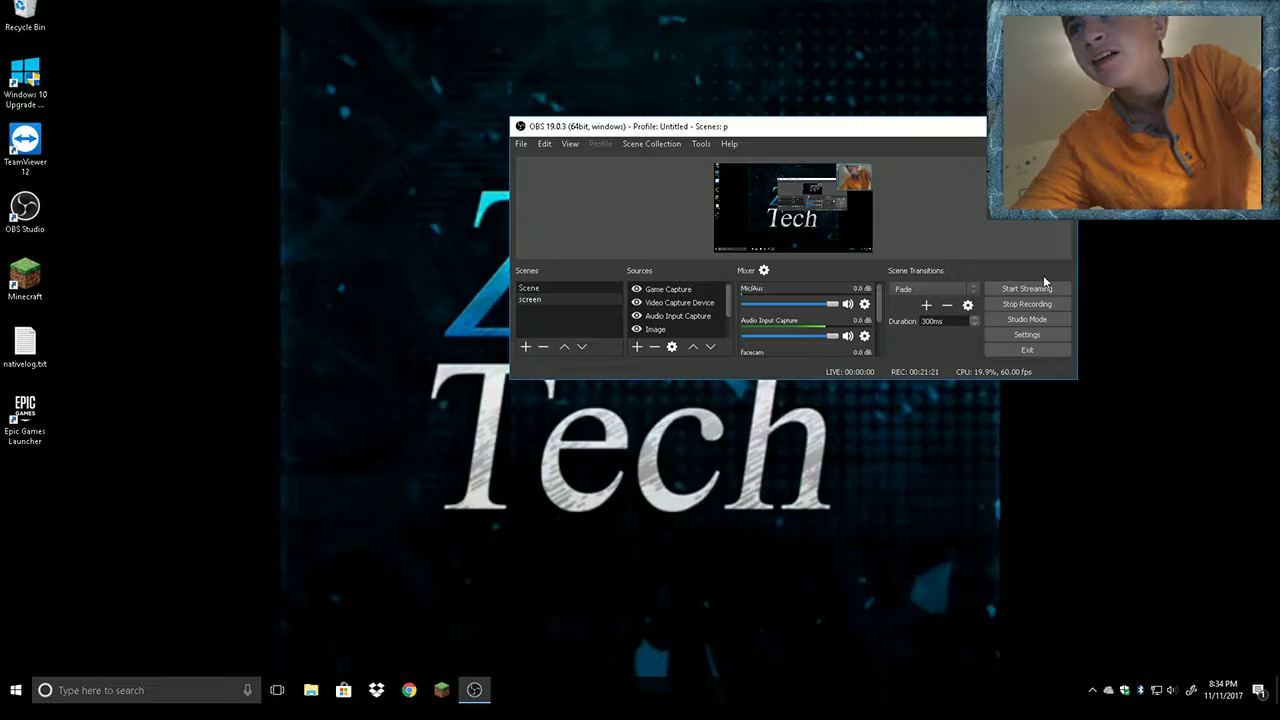 Recycle Bin
Windows 10
Upgrade ...
TeamViewer
12
OBS Studio
Minecraft
nativelog.txt
Epic Games
Launcher
EPIC
GAMES
OBS 19.0.3 (64bit, windows) - Profile: Untitled - Scenes: p
File Edit View Profile Scene Collection Tools Help
Tech
Scenes
Scene
screen
Sources
Game Capture
Video Capture Device
Audio Input Capture
Image
Mixer
Mic/Aux 0.0 dB
Audio Input Capture 0.0 dB
facecam 0.0 dB
Scene Transitions
Fade
Duration 300ms
Start Streaming
Stop Recording
Studio Mode
Settings
Exit
LIVE: 00:00:00 REC: 00:21:21 CPU: 19.9%, 60.00 fps
Tech
Type here to search
8:34 PM
11/11/2017